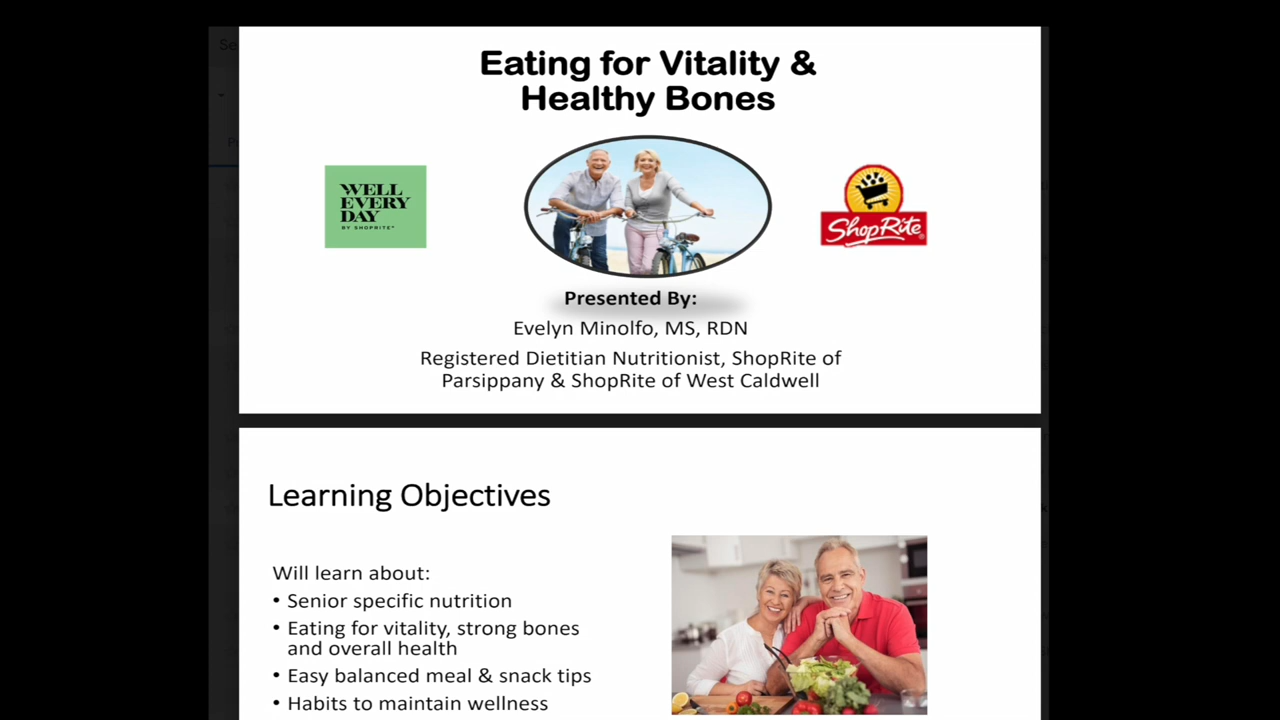 Se
Eating for Vitality &
Healthy Bones
WELL
EVERY
DAY
BY SHOPRITE
ShopRite
Presented By:
Evelyn Minolfo, MS, RDN
Registered Dietitian Nutritionist, ShopRite of
Parsippany & ShopRite of West Caldwell
Learning Objectives
Will learn about:
• Senior specific nutrition
• Eating for vitality, strong bones
and overall health
• Easy balanced meal & snack tips
• Habits to maintain wellness